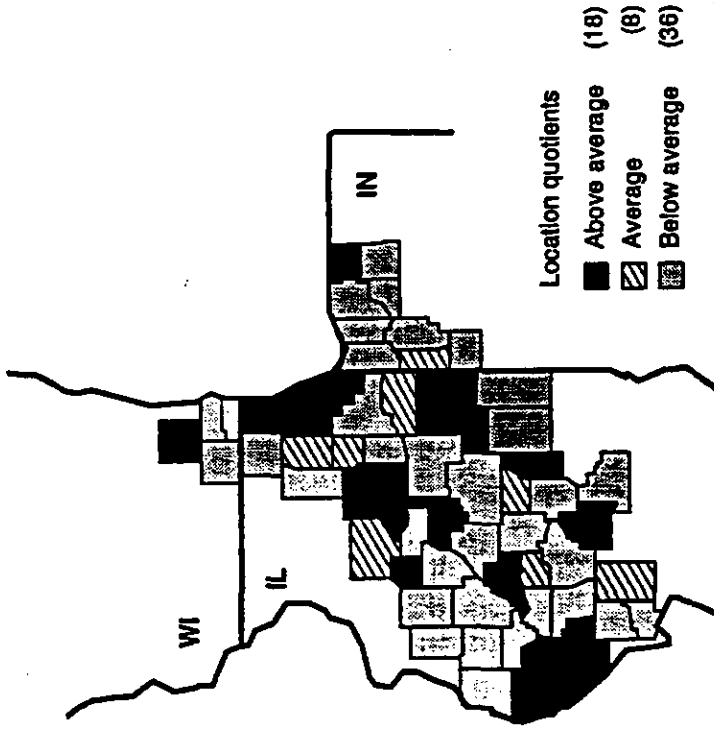 WI
IL
IN
Location quotients
Above average (18)
Average (8)
Below average (36)